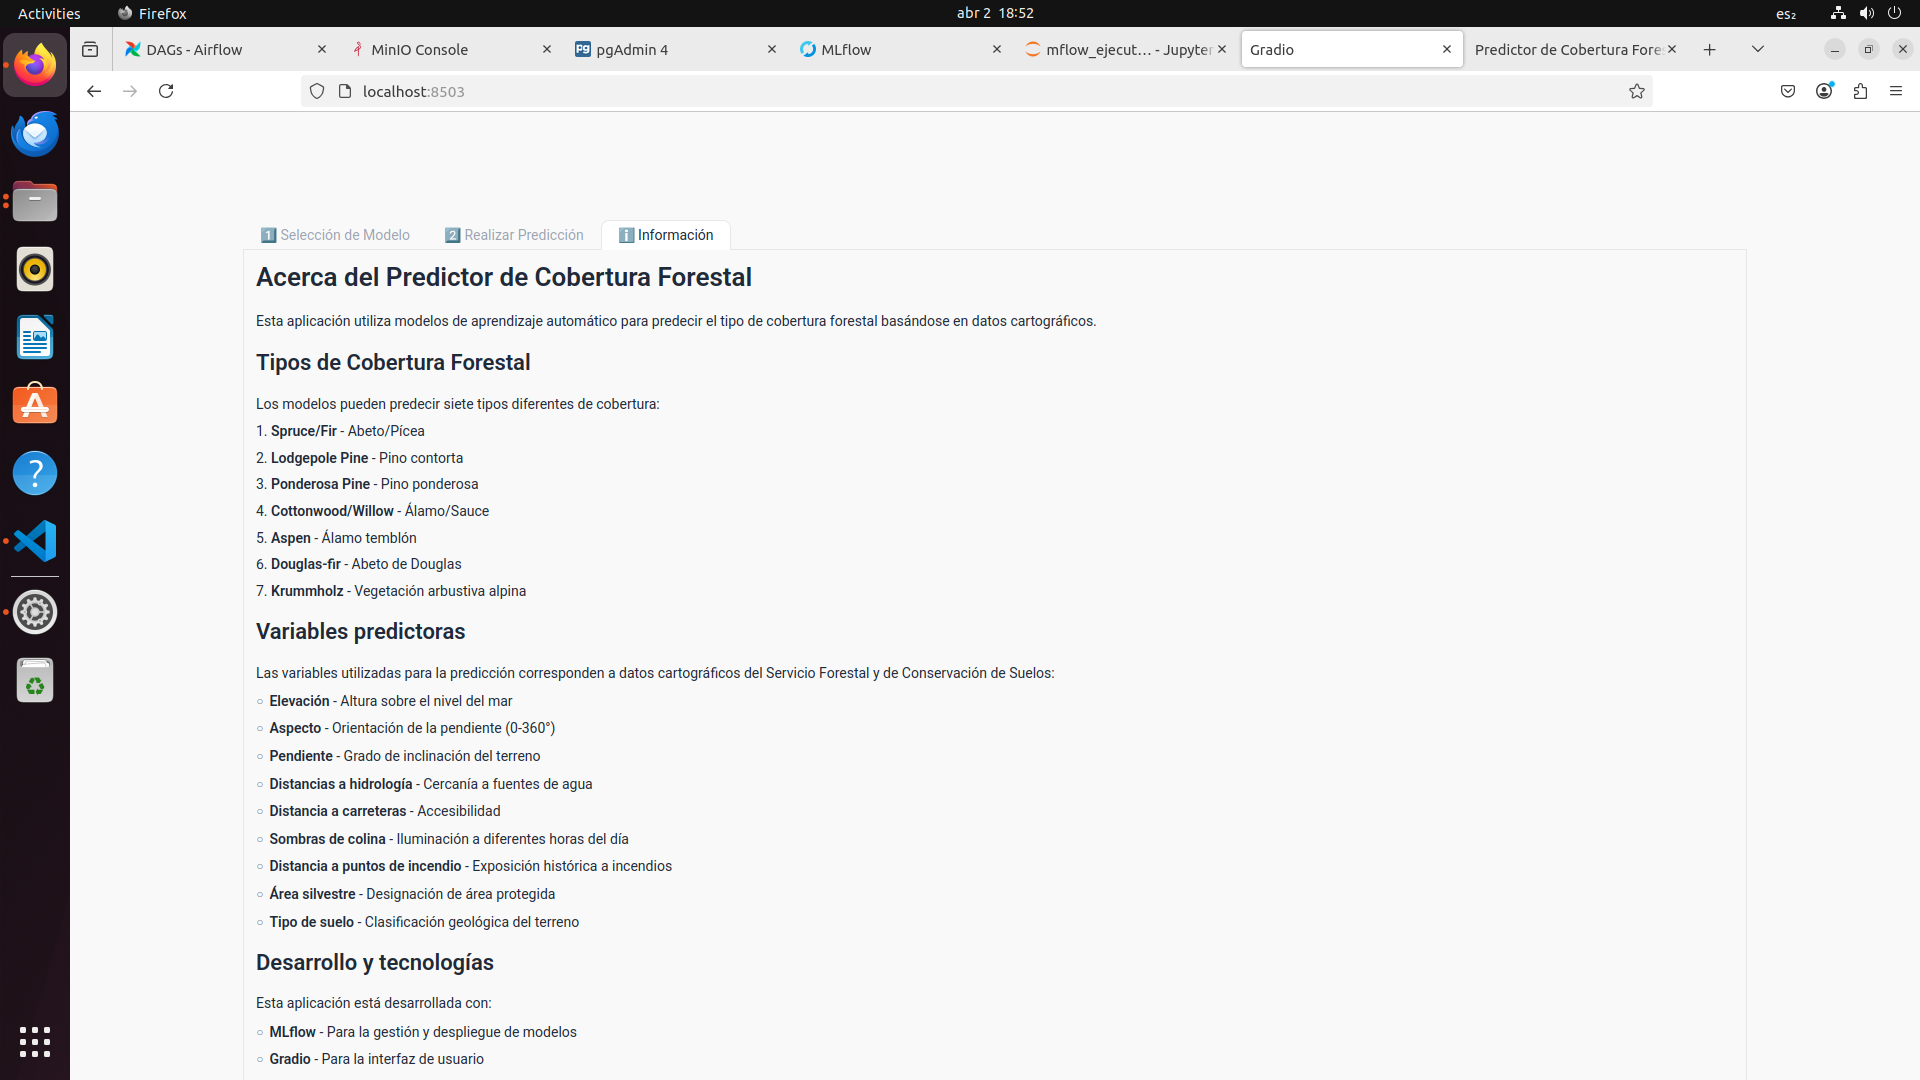 Activities
Firefox
abr 2 18:52
es₂
DAGs - Airflow
MinIO Console
pgAdmin 4
MLflow
mflow_ejecut… - Jupyter
Gradio
Predictor de Cobertura Fores
localhost:8503
1 Selección de Modelo
2 Realizar Predicción
i Información
Acerca del Predictor de Cobertura Forestal
Esta aplicación utiliza modelos de aprendizaje automático para predecir el tipo de cobertura forestal basándose en datos cartográficos.
Tipos de Cobertura Forestal
Los modelos pueden predecir siete tipos diferentes de cobertura:
1. Spruce/Fir - Abeto/Pícea
2. Lodgepole Pine - Pino contorta
3. Ponderosa Pine - Pino ponderosa
4. Cottonwood/Willow - Álamo/Sauce
5. Aspen - Álamo temblón
6. Douglas-fir - Abeto de Douglas
7. Krummholz - Vegetación arbustiva alpina
Variables predictoras
Las variables utilizadas para la predicción corresponden a datos cartográficos del Servicio Forestal y de Conservación de Suelos:
○ Elevación - Altura sobre el nivel del mar
○ Aspecto - Orientación de la pendiente (0-360°)
○ Pendiente - Grado de inclinación del terreno
○ Distancias a hidrología - Cercanía a fuentes de agua
○ Distancia a carreteras - Accesibilidad
○ Sombras de colina - Iluminación a diferentes horas del día
○ Distancia a puntos de incendio - Exposición histórica a incendios
○ Área silvestre - Designación de área protegida
○ Tipo de suelo - Clasificación geológica del terreno
Desarrollo y tecnologías
Esta aplicación está desarrollada con:
○ MLflow - Para la gestión y despliegue de modelos
○ Gradio - Para la interfaz de usuario